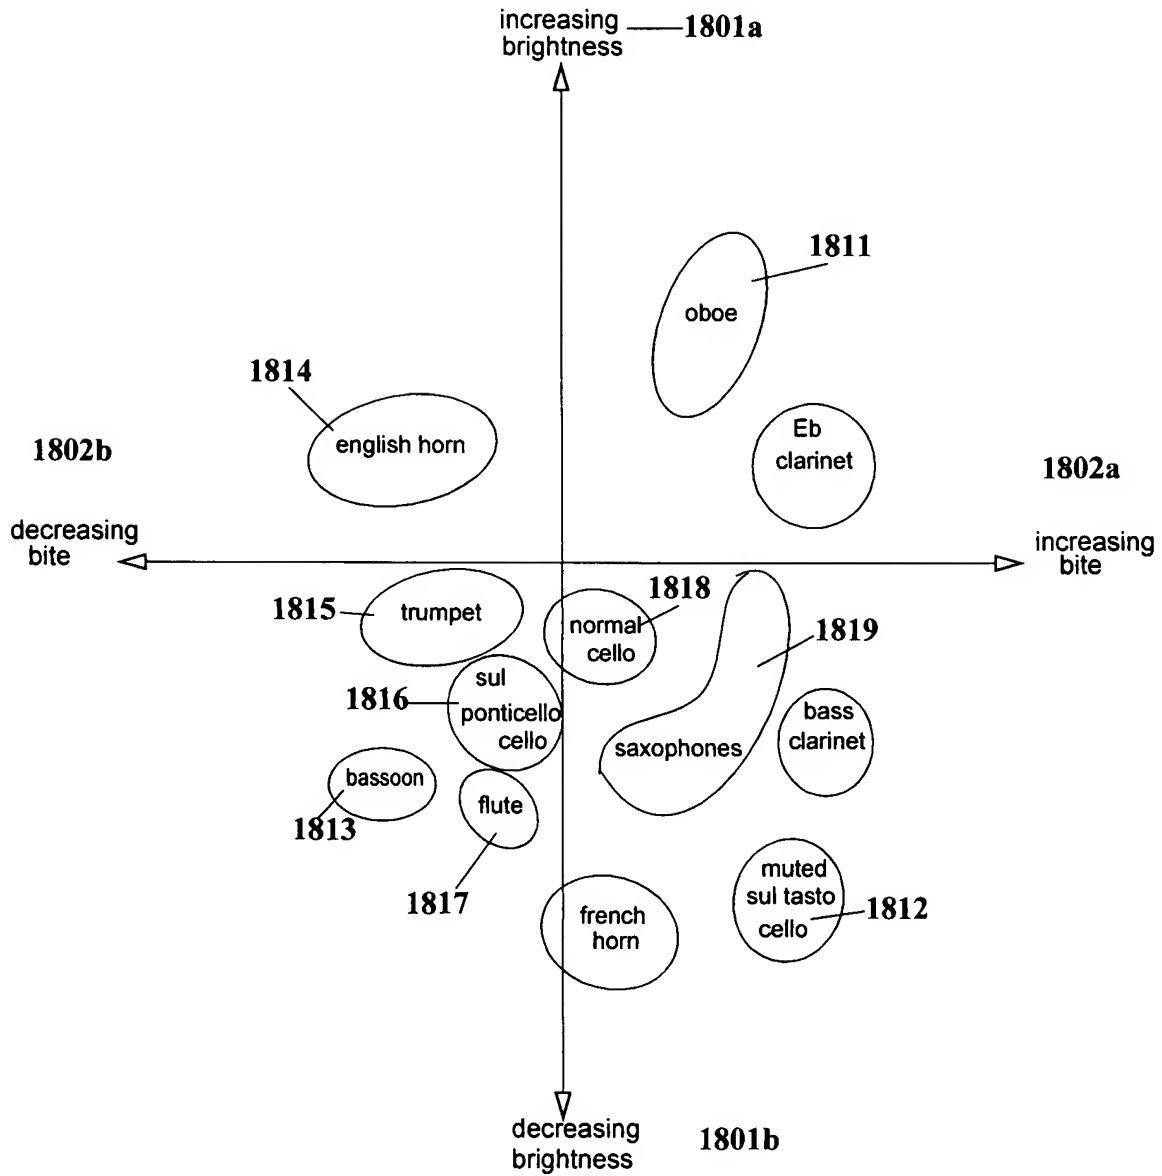 increasing
brightness
1801a
1811
oboe
1814
english horn
Eb
clarinet
1802b
1802a
decreasing
bite
increasing
bite
1815
trumpet
1818
normal
cello
1819
1816
sul
ponticello
cello
bass
clarinet
saxophones
bassoon
1813
flute
1817
muted
sul tasto
cello
1812
french
horn
decreasing
brightness
1801b